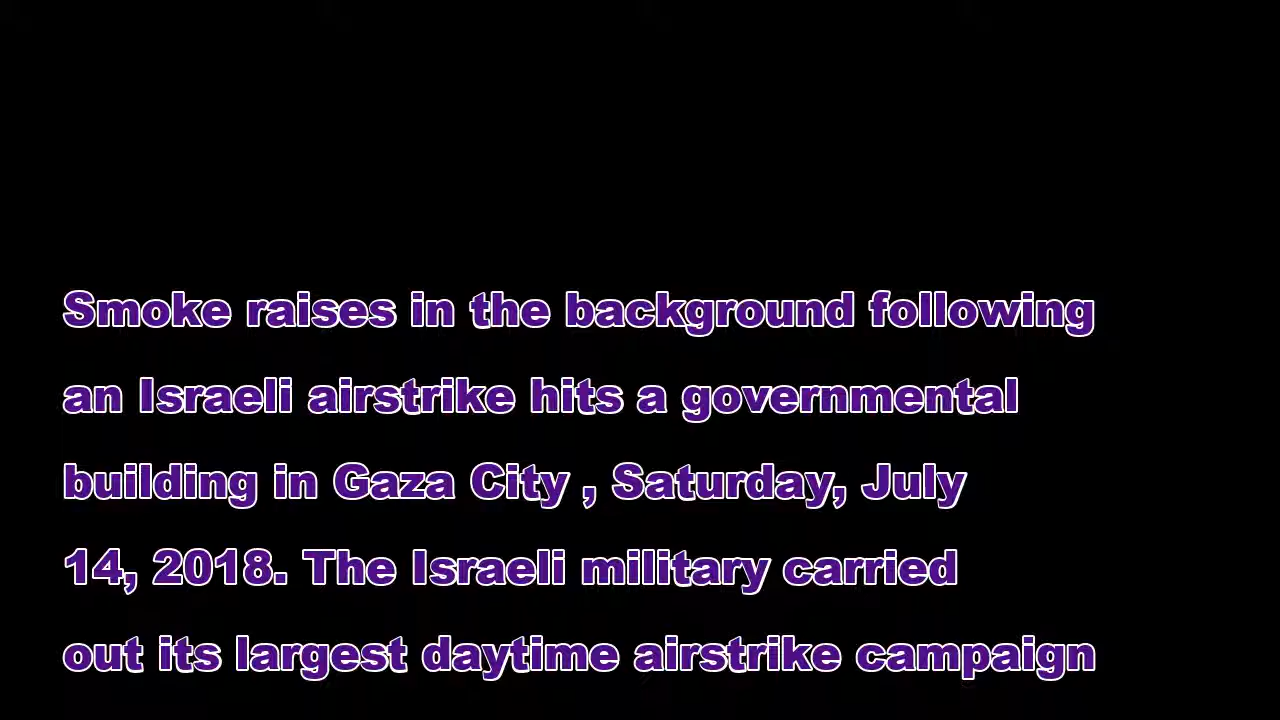 Smoke raises in the background following
an Israeli airstrike hits a governmental
building in Gaza City , Saturday, July
14, 2018. The Israeli military carried
out its largest daytime airstrike campaign